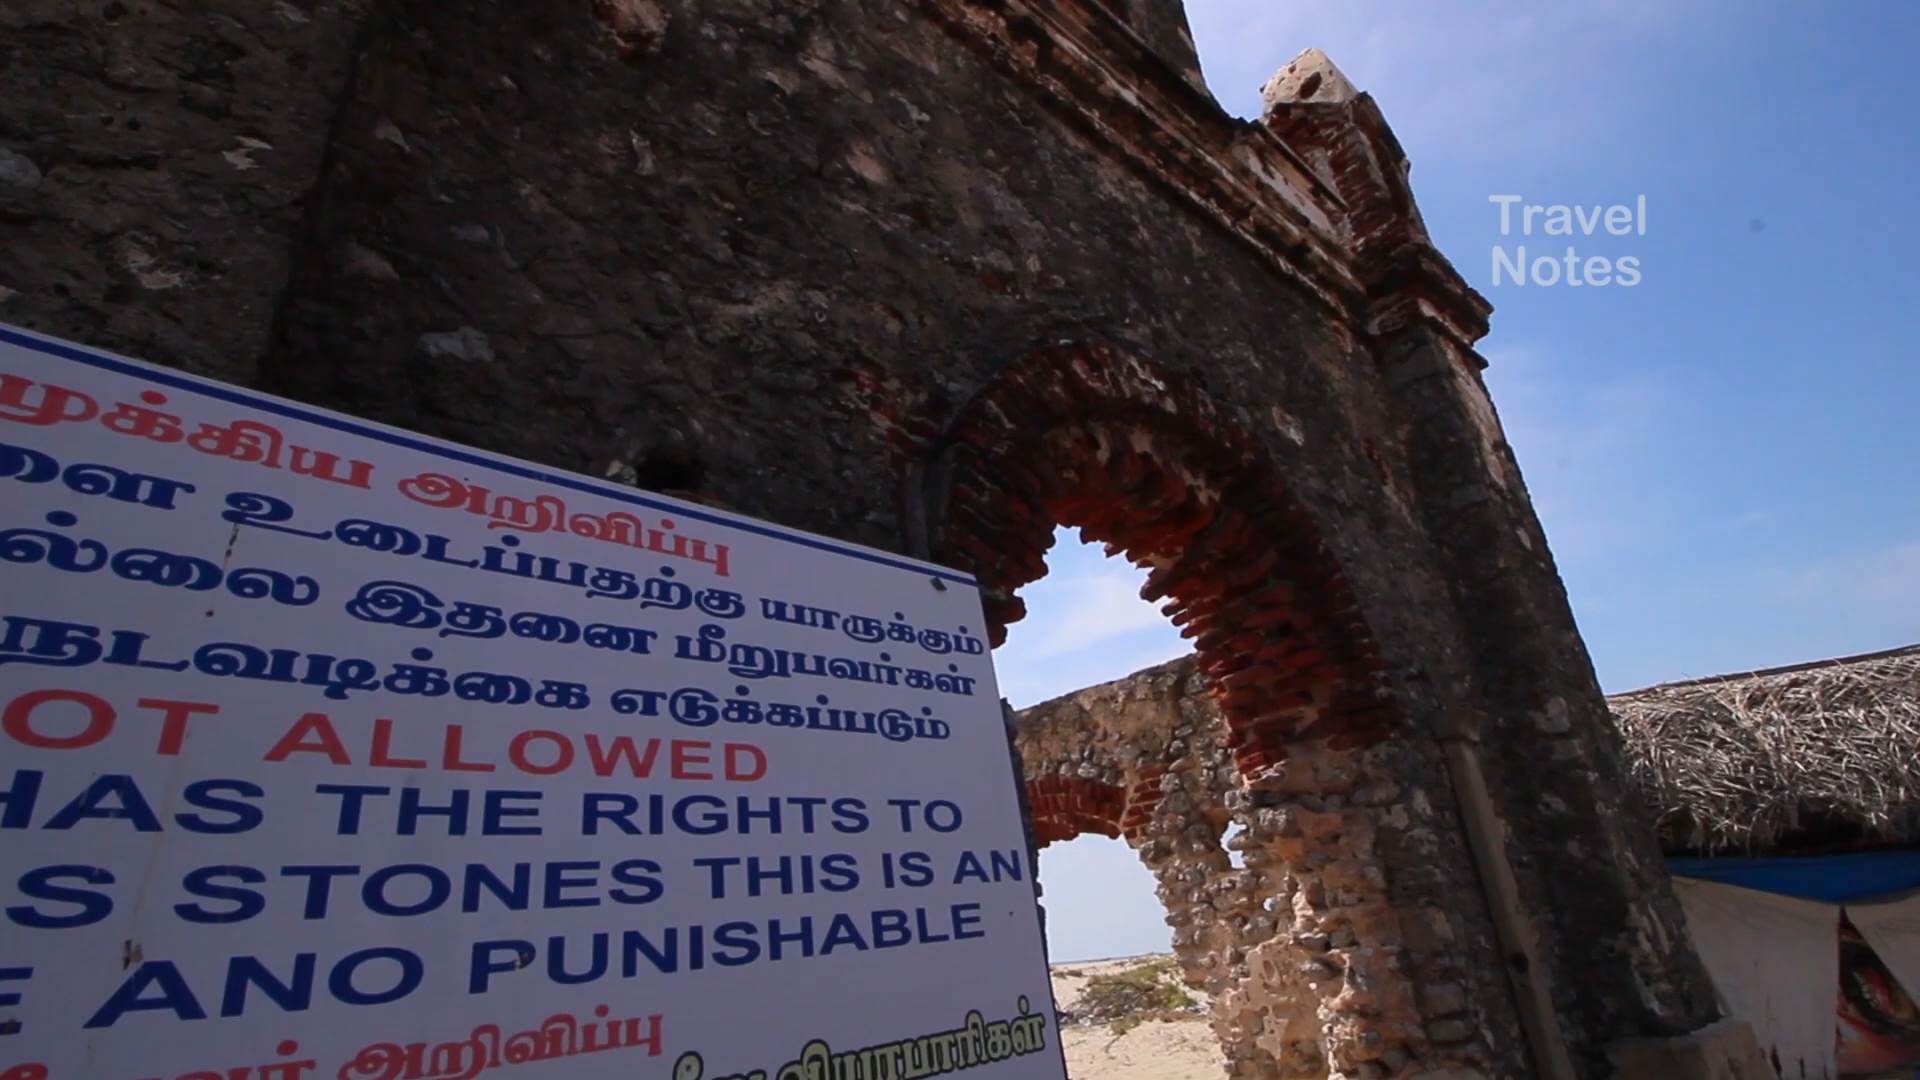 முக்கிய அறிவிப்பு
உடைப்பதற்கு யாருக்கும்
இதனை மீறுபவர்கள்
நடவடிக்கை எடுக்கப்படும்
ALLOWED
HAS THE RIGHTS TO
STONES THIS IS AN
ANO PUNISHABLE
அறிவிப்பு
வியாபாரிகள்
Travel
Notes